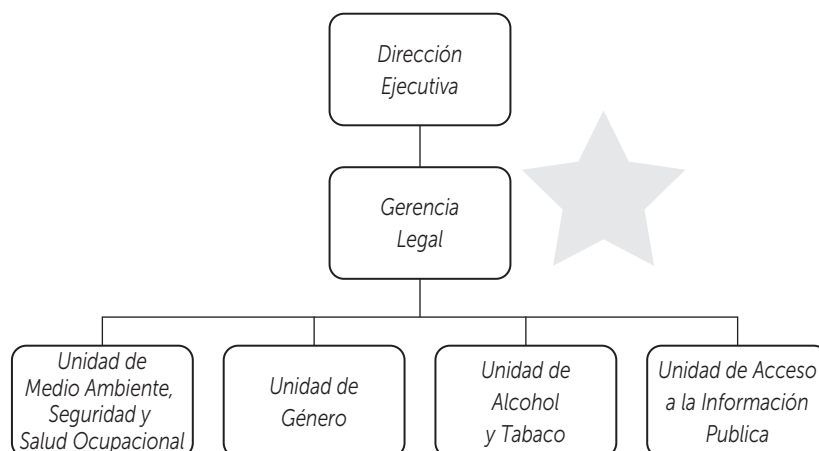 Dirección
Ejecutiva
Gerencia
Legal
Unidad de
Medio Ambiente,
Seguridad y
Salud Ocupacional
Unidad de
Género
Unidad de
Alcohol
y Tabaco
Unidad de Acceso
a la Información
Publica